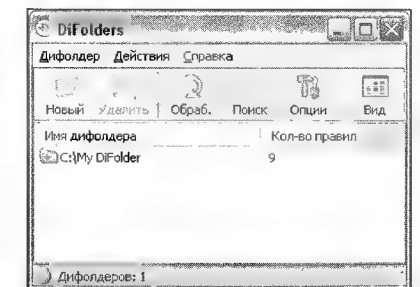 DiFolders
Дифолдер Действия Справка
Новый Удалить Обраб. Поиск Опции Вид
Имя дифолдера Кол-во правил
C:\My DiFolder 9
Дифолдеров: 1